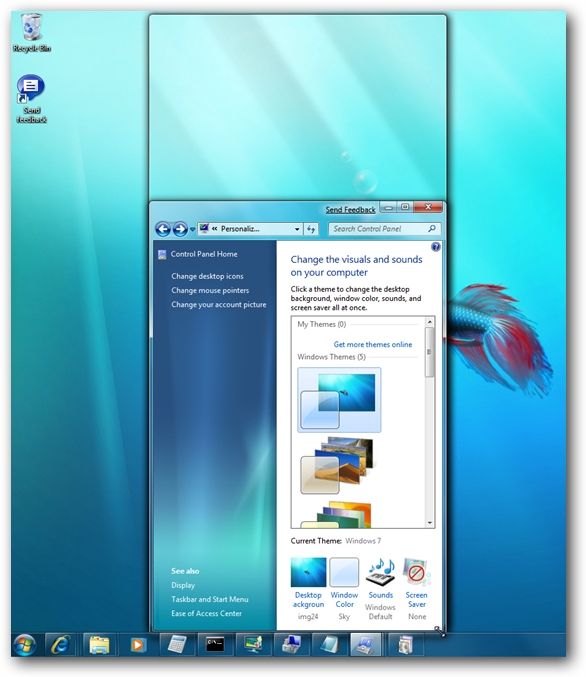 Recycle Bin
Send
feedback
Send Feedback
« Personaliz...
Search Control Panel
Control Panel Home
Change desktop icons
Change mouse pointers
Change your account picture
See also
Display
Taskbar and Start Menu
Ease of Access Center
Change the visuals and sounds
on your computer
Click a theme to change the desktop
background, window color, sounds, and
screen saver all at once.
My Themes (0)
Get more themes online
Windows Themes (5)
Current Theme: Windows 7
Desktop
ackgroun
img24
Window
Color
Sky
Sounds
Windows
Default
Screen
Saver
None